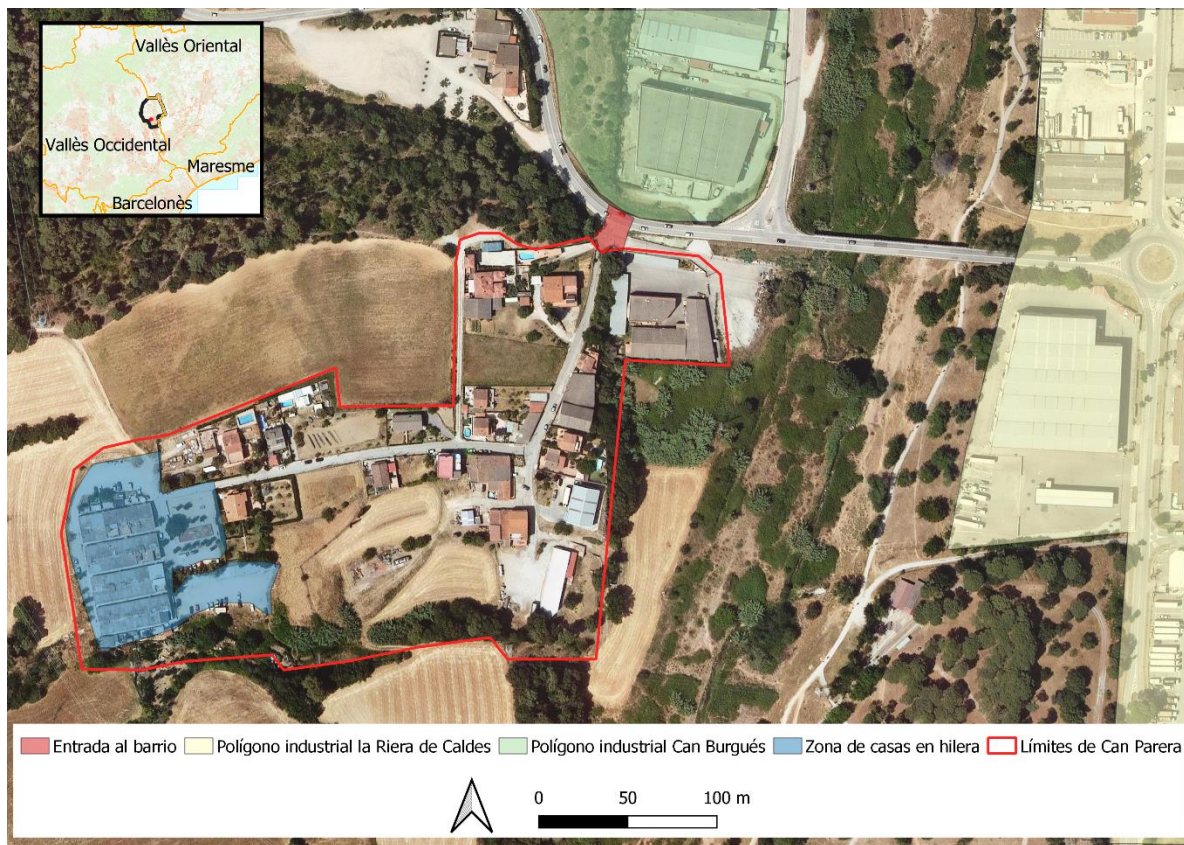 Vallès Oriental
Vallès Occidental
Maresme
Barcelonès
Entrada al barrio Polígono industrial la Riera de Caldes Polígono industrial Can Burgués Zona de casas en hilera Límites de Can Parera
0 50 100 m